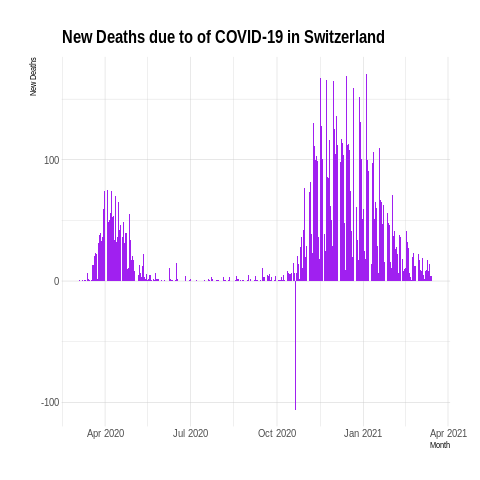 New Deaths due to of COVID-19 in Switzerland
New Deaths
100
0
-100
Apr 2020
Jul 2020
Oct 2020
Jan 2021
Apr 2021
Month